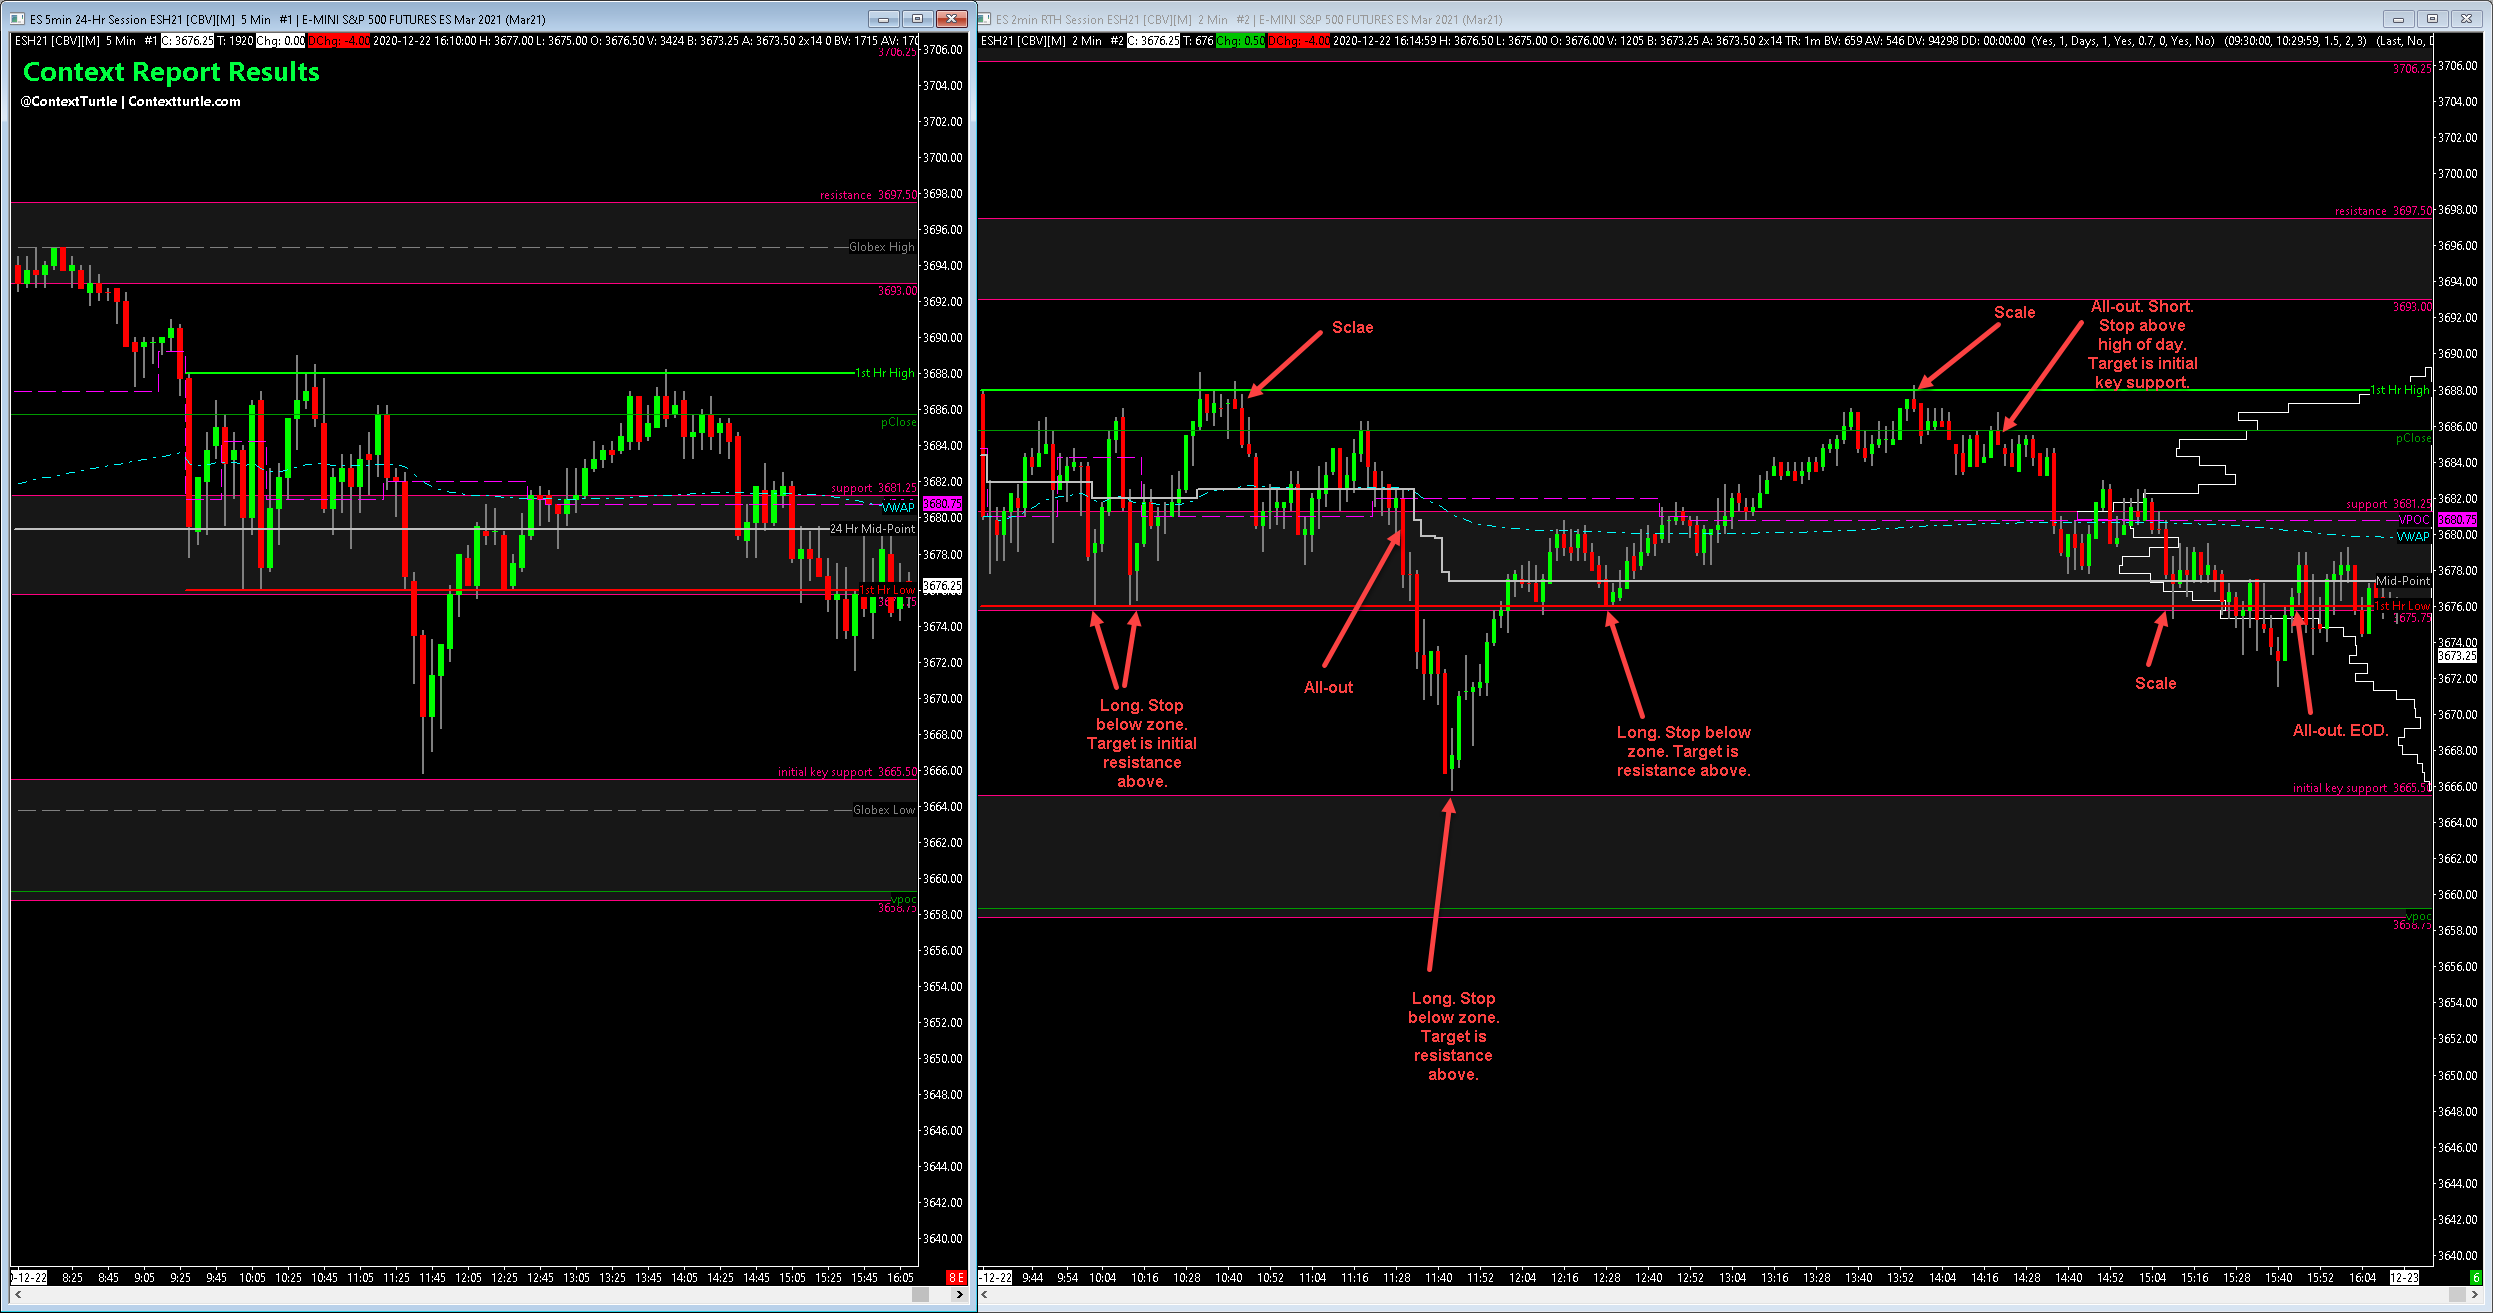 ES 5min 24-Hr Session ESH21 [CBV][M] 5 Min #1 | E-MINI S&P 500 FUTURES ES Mar 2021 (Mar21)
ESH21 [CBV][M] 5 Min #1 C: 3676.25 T: 1920 Chg: 0.00 DChg: -4.00 2020-12-22 16:10:00 H: 3677.00 L: 3675.00 O: 3676.50 V: 3424 B: 3673.25 A: 3673.50 2x14 0 BV: 1715 AV: 170
Context Report Results
@ContextTurtle | Contextturtle.com
3706.25
resistance 3697.50
Globex High
3693.00
1st Hr High
pClose
support 3681.25
VWAP
24 Hr Mid-Point
1st Hr Low
initial key support 3665.50
Globex Low
vpoc
3658.75
3706.00
3704.00
3702.00
3700.00
3698.00
3696.00
3694.00
3692.00
3690.00
3688.00
3686.00
3684.00
3682.00
3680.75
3680.00
3678.00
3676.25
3674.00
3672.00
3670.00
3668.00
3666.00
3664.00
3662.00
3660.00
3658.00
3656.00
3654.00
3652.00
3650.00
3648.00
3646.00
3644.00
3642.00
3640.00
-12-22 8:25 8:45 9:05 9:25 9:45 10:05 10:25 10:45 11:05 11:25 11:45 12:05 12:25 12:45 13:05 13:25 13:45 14:05 14:25 14:45 15:05 15:25 15:45 16:05 8 E
ES 2min RTH Session ESH21 [CBV][M] 2 Min #2 | E-MINI S&P 500 FUTURES ES Mar 2021 (Mar21)
ESH21 [CBV][M] 2 Min #2 C: 3676.25 T: 676 Chg: 0.50 DChg: -4.00 2020-12-22 16:14:59 H: 3676.50 L: 3675.00 O: 3676.00 V: 1205 B: 3673.25 A: 3673.50 2x14 TR: 1m BV: 659 AV: 546 DV: 94298 DD: 00:00:00 (Yes, 1, Days, 1, Yes, 0.7, 0, Yes, No) (09:30:00, 10:29:59, 1.5, 2, 3) (Last, No,
3706.25
resistance 3697.50
3693.00
Sclae
Scale
All-out. Short.
Stop above
high of day.
Target is initial
key support.
1st Hr High
pClose
support 3681.25
VPOC
VWAP
Mid-Point
1st Hr Low
3675.75
All-out
Scale
Long. Stop
below zone.
Target is initial
resistance
above.
Long. Stop below
zone. Target is
resistance above.
All-out. EOD.
initial key support 3665.50
vpoc
3658.75
Long. Stop
below zone.
Target is
resistance
above.
3706.00
3704.00
3702.00
3700.00
3698.00
3696.00
3694.00
3692.00
3690.00
3688.00
3686.00
3684.00
3682.00
3680.75
3680.00
3678.00
3676.00
3674.00
3673.25
3672.00
3670.00
3668.00
3666.00
3664.00
3662.00
3660.00
3658.00
3656.00
3654.00
3652.00
3650.00
3648.00
3646.00
3644.00
3642.00
3640.00
-12-22 9:44 9:54 10:04 10:16 10:28 10:40 10:52 11:04 11:16 11:28 11:40 11:52 12:04 12:16 12:28 12:40 12:52 13:04 13:16 13:28 13:40 13:52 14:04 14:16 14:28 14:40 14:52 15:04 15:16 15:28 15:40 15:52 16:04 12-23 6